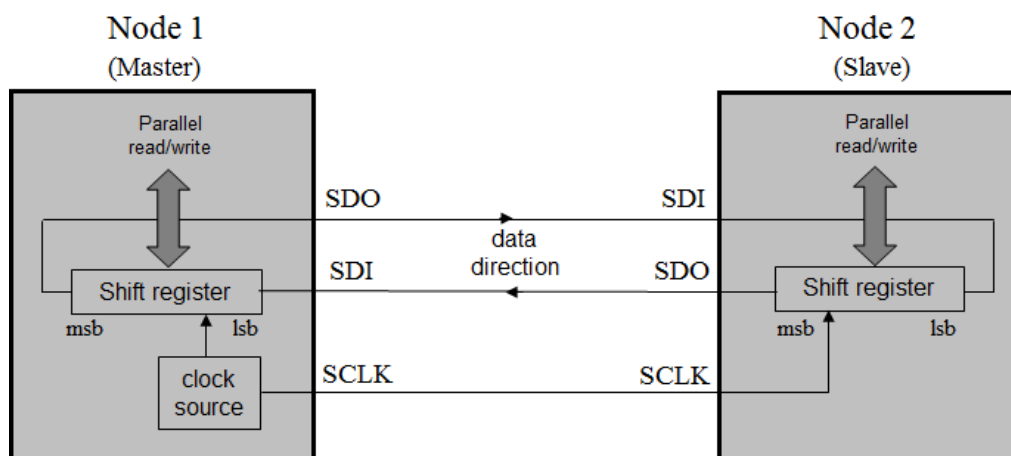 Node 1
(Master)
Node 2
(Slave)
Parallel
read/write
Parallel
read/write
SDO
SDI
data
direction
SDI
SDO
Shift register
Shift register
msb
lsb
msb
lsb
clock
source
SCLK
SCLK